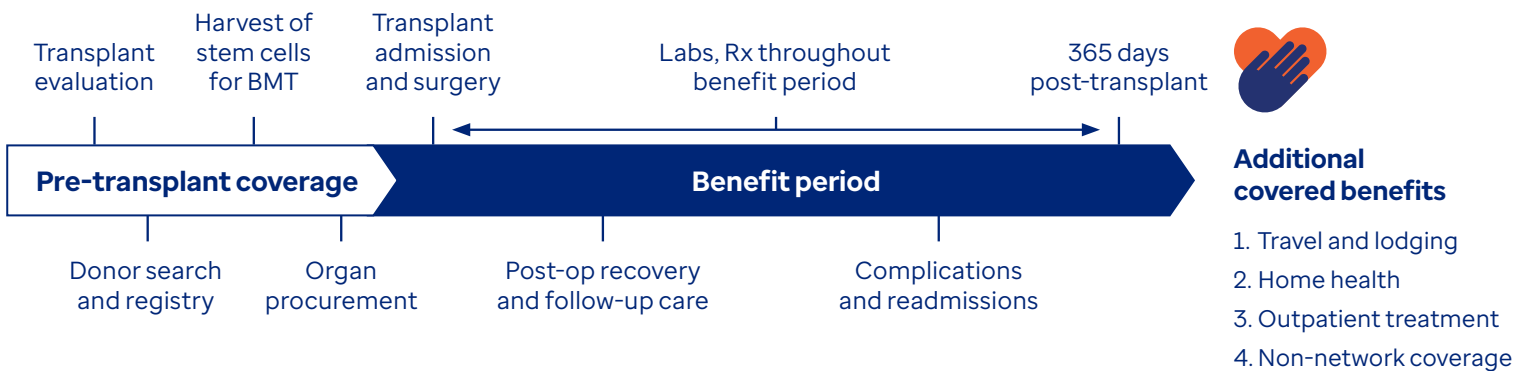 Transplant
evaluation
Harvest of
stem cells
for BMT
Transplant
admission
and surgery
Labs, Rx throughout
benefit period
365 days
post-transplant
Pre-transplant coverage
Benefit period
Donor search
and registry
Organ
procurement
Post-op recovery
and follow-up care
Complications
and readmissions
Additional
covered benefits
1. Travel and lodging
2. Home health
3. Outpatient treatment
4. Non-network coverage